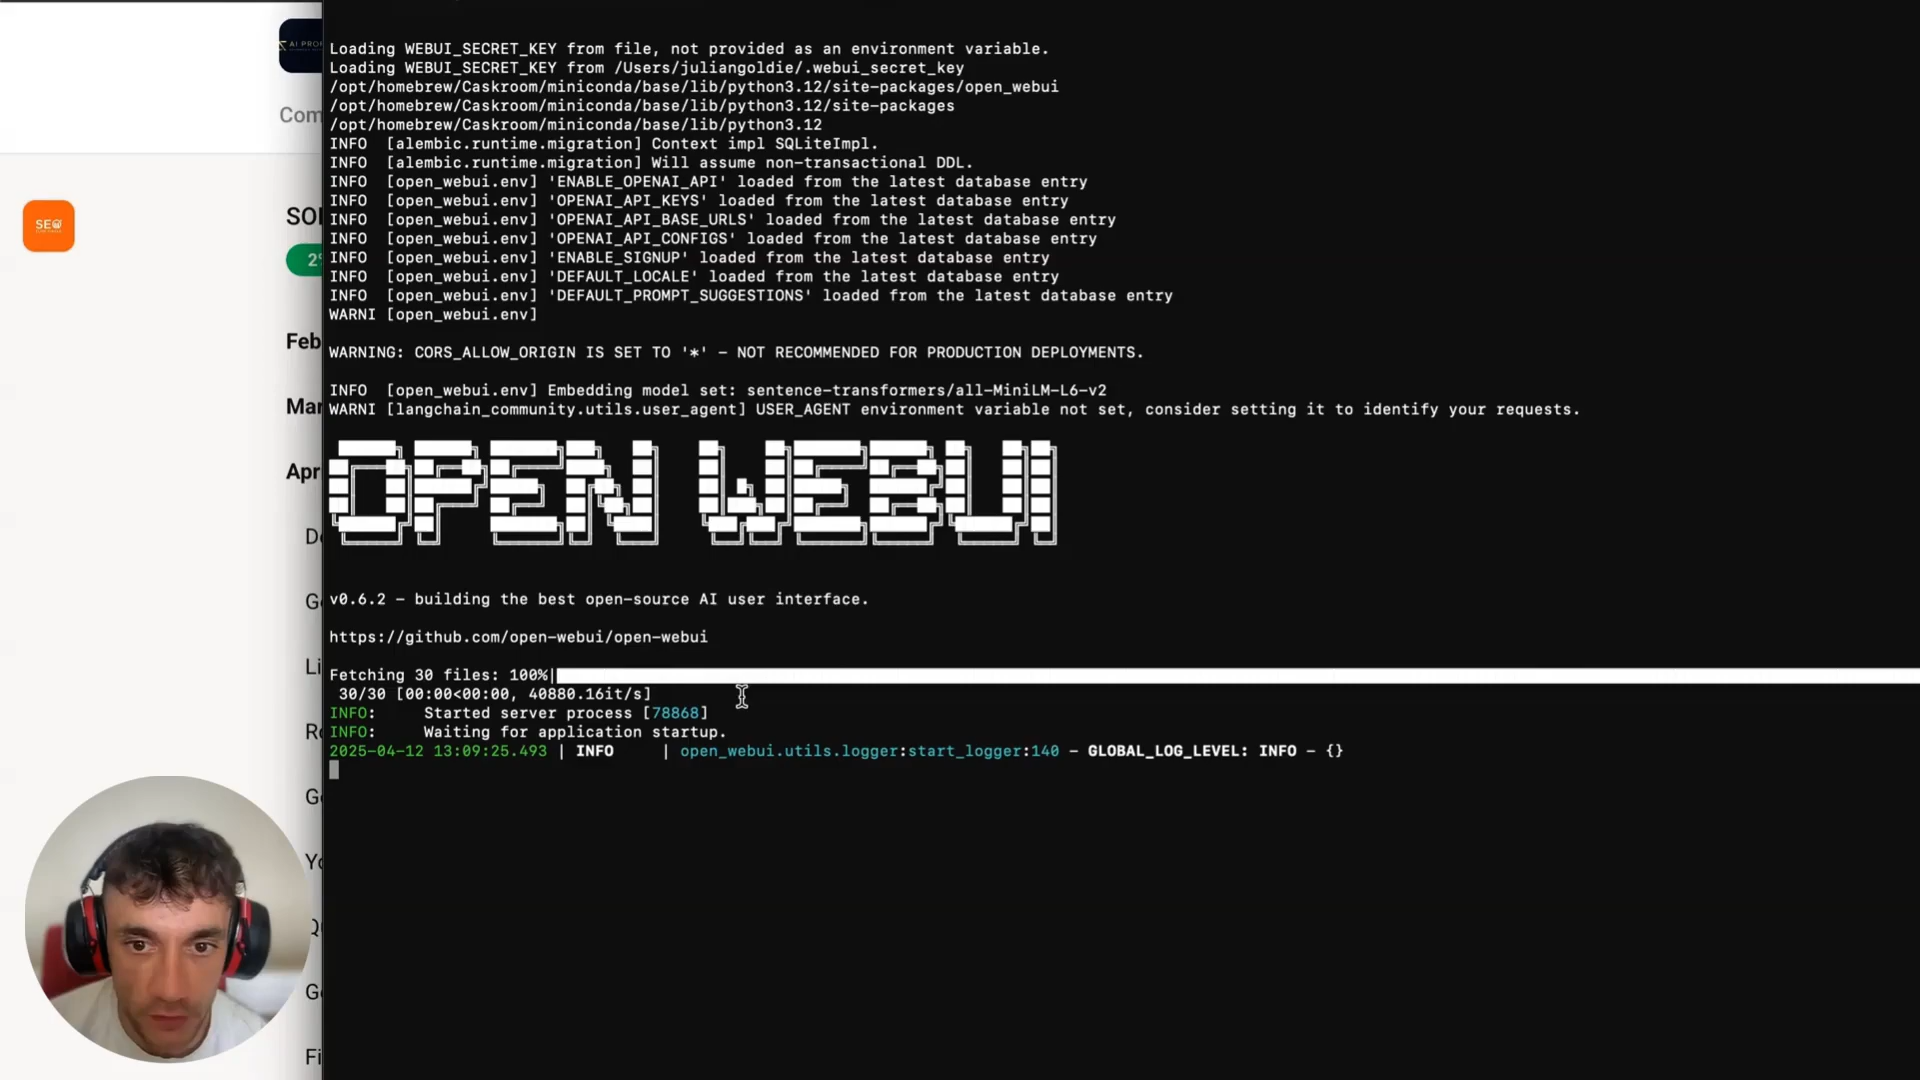 AI PROF
Com
SEO
SO
2
Feb
Mar
Apr
De
Ge
Li
Re
Ge
Yo
Qu
Ge
Fi
Loading WEBUI_SECRET_KEY from file, not provided as an environment variable.
Loading WEBUI_SECRET_KEY from /Users/juliangoldie/.webui_secret_key
/opt/homebrew/Caskroom/miniconda/base/lib/python3.12/site-packages/open_webui
/opt/homebrew/Caskroom/miniconda/base/lib/python3.12/site-packages
/opt/homebrew/Caskroom/miniconda/base/lib/python3.12
INFO  [alembic.runtime.migration] Context impl SQLiteImpl.
INFO  [alembic.runtime.migration] Will assume non-transactional DDL.
INFO  [open_webui.env] 'ENABLE_OPENAI_API' loaded from the latest database entry
INFO  [open_webui.env] 'OPENAI_API_KEYS' loaded from the latest database entry
INFO  [open_webui.env] 'OPENAI_API_BASE_URLS' loaded from the latest database entry
INFO  [open_webui.env] 'OPENAI_API_CONFIGS' loaded from the latest database entry
INFO  [open_webui.env] 'ENABLE_SIGNUP' loaded from the latest database entry
INFO  [open_webui.env] 'DEFAULT_LOCALE' loaded from the latest database entry
INFO  [open_webui.env] 'DEFAULT_PROMPT_SUGGESTIONS' loaded from the latest database entry
WARNI [open_webui.env]
WARNING: CORS_ALLOW_ORIGIN IS SET TO '*' - NOT RECOMMENDED FOR PRODUCTION DEPLOYMENTS.
INFO  [open_webui.env] Embedding model set: sentence-transformers/all-MiniLM-L6-v2
WARNI [langchain_community.utils.user_agent] USER_AGENT environment variable not set, consider setting it to identify your requests.
OPEN WEBUI
v0.6.2 - building the best open-source AI user interface.
https://github.com/open-webui/open-webui
Fetching 30 files: 100%|
30/30 [00:00<00:00, 40880.16it/s]
INFO:     Started server process [78868]
INFO:     Waiting for application startup.
2025-04-12 13:09:25.493 | INFO     | open_webui.utils.logger:start_logger:140 - GLOBAL_LOG_LEVEL: INFO - {}